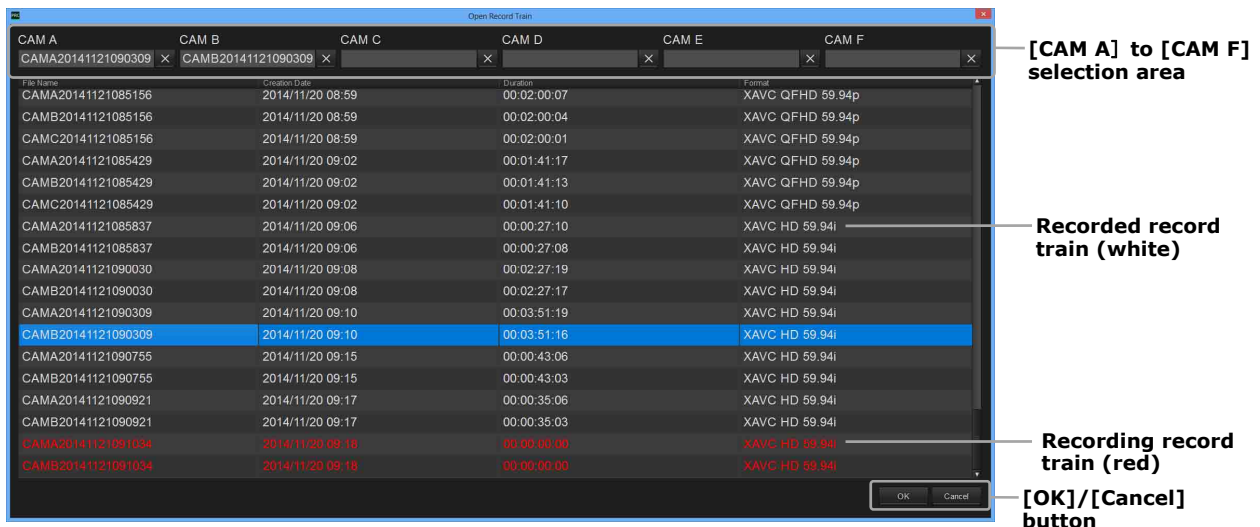 Open Record Train
CAM A CAM B CAM C CAM D CAM E CAM F
CAMA20141121090309 CAMB20141121090309
File Name Creation Date Duration Format
CAMA20141121085156 2014/11/20 08:59 00:02:00:07 XAVC QFHD 59.94p
CAMB20141121085156 2014/11/20 08:59 00:02:00:04 XAVC QFHD 59.94p
CAMC20141121085156 2014/11/20 08:59 00:02:00:01 XAVC QFHD 59.94p
CAMA20141121085429 2014/11/20 09:02 00:01:41:17 XAVC QFHD 59.94p
CAMB20141121085429 2014/11/20 09:02 00:01:41:13 XAVC QFHD 59.94p
CAMC20141121085429 2014/11/20 09:02 00:01:41:10 XAVC QFHD 59.94p
CAMA20141121085837 2014/11/20 09:06 00:00:27:10 XAVC HD 59.94i
CAMB20141121085837 2014/11/20 09:06 00:00:27:08 XAVC HD 59.94i
CAMA20141121090030 2014/11/20 09:08 00:02:27:19 XAVC HD 59.94i
CAMB20141121090030 2014/11/20 09:08 00:02:27:17 XAVC HD 59.94i
CAMA20141121090309 2014/11/20 09:10 00:03:51:19 XAVC HD 59.94i
CAMB20141121090309 2014/11/20 09:10 00:03:51:16 XAVC HD 59.94i
CAMA20141121090755 2014/11/20 09:15 00:00:43:06 XAVC HD 59.94i
CAMB20141121090755 2014/11/20 09:15 00:00:43:03 XAVC HD 59.94i
CAMA20141121090921 2014/11/20 09:17 00:00:35:06 XAVC HD 59.94i
CAMB20141121090921 2014/11/20 09:17 00:00:35:03 XAVC HD 59.94i
CAMA20141121091034 2014/11/20 09:18 00:00:00:00 XAVC HD 59.94i
CAMB20141121091034 2014/11/20 09:18 00:00:00:00 XAVC HD 59.94i
OK Cancel
[CAM A] to [CAM F]
selection area
Recorded record
train (white)
Recording record
train (red)
[OK]/[Cancel]
button